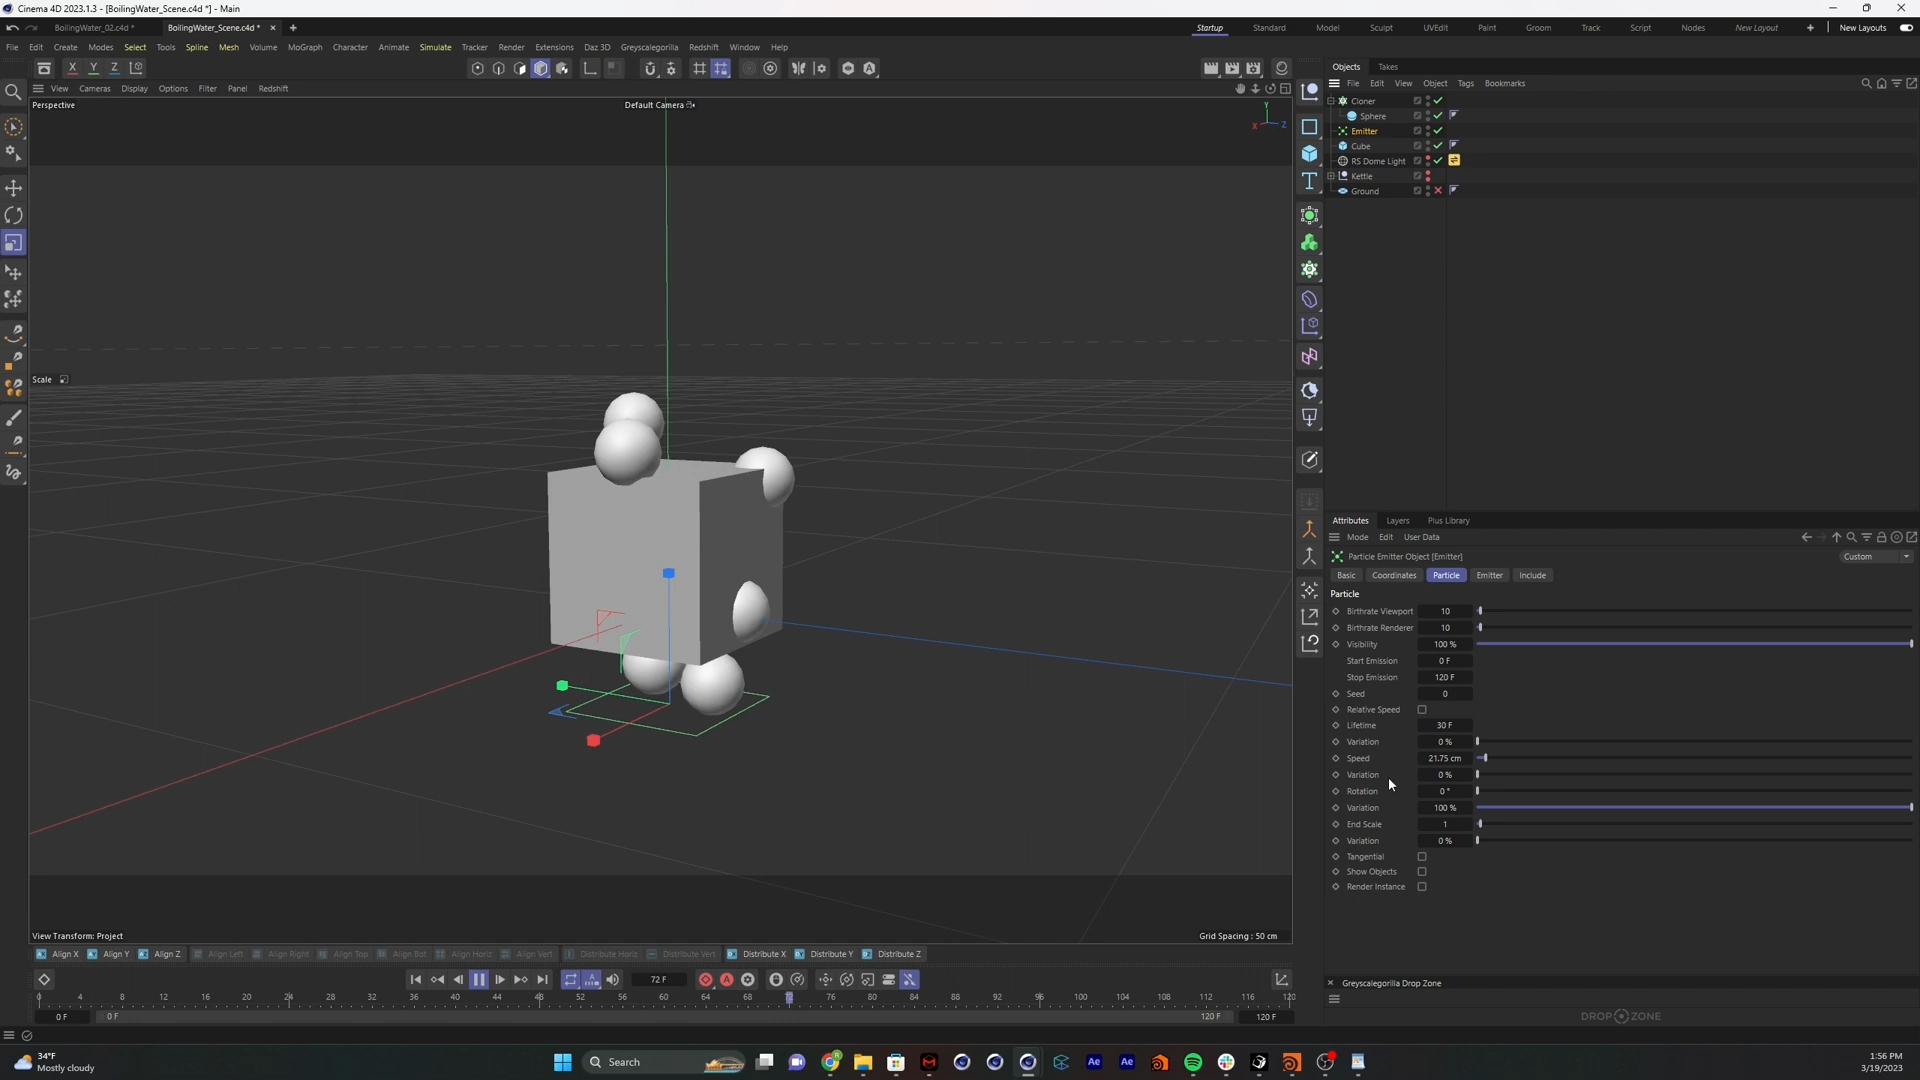 Cinema 4D 2023.1.3 - [BoilingWater_Scene.c4d *] - Main
BoilingWater_02.c4d *
BoilingWater_Scene.c4d *
Startup Standard Model Sculpt UVEdit Paint Groom Track Script Nodes New Layout New Layouts
File Edit Create Modes Select Tools Spline Mesh Volume MoGraph Character Animate Simulate Tracker Render Extensions Daz 3D Greyscalegorilla Redshift Window Help
X Y Z
View Cameras Display Options Filter Panel Redshift
Perspective
Default Camera
Y
X Z
Scale
View Transform: Project
Grid Spacing : 50 cm
Objects Takes
File Edit View Object Tags Bookmarks
Cloner
Sphere
Emitter
Cube
RS Dome Light
Kettle
Ground
Attributes Layers Plus Library
Mode Edit User Data
Particle Emitter Object [Emitter]
Custom
Basic Coordinates Particle Emitter Include
Particle
Birthrate Viewport 10
Birthrate Renderer 10
Visibility 100 %
Start Emission 0 F
Stop Emission 120 F
Seed 0
Relative Speed
Lifetime 30 F
Variation 0 %
Speed 21.75 cm
Variation 0 %
Rotation 0 °
Variation 100 %
End Scale 1
Variation 0 %
Tangential
Show Objects
Render Instance
Align X Align Y Align Z Align Left Align Right Align Top Align Bot Align Horiz Align Vert Distribute Horiz Distribute Vert Distribute X Distribute Y Distribute Z
72 F
0 4 8 12 16 20 24 28 32 36 40 44 48 52 56 60 64 68 72 76 80 84 88 92 96 100 104 108 112 116 120
0 F 0 F 120 F 120 F
Greyscalegorilla Drop Zone
DROP ZONE
34°F
Mostly cloudy
Search
Ae Ae
1:56 PM
3/19/2023